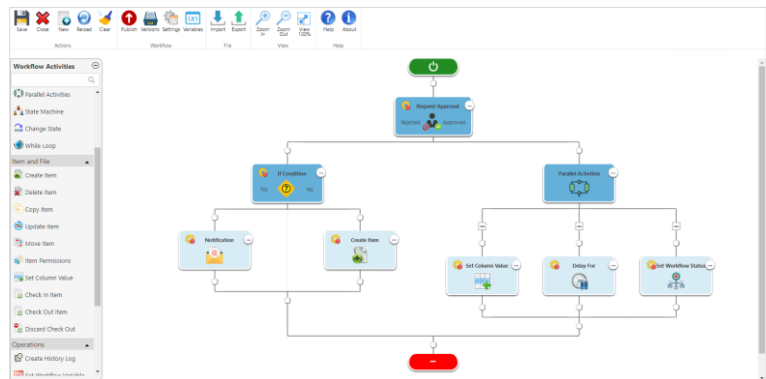 Save Close New Reload Clear Publish Versions Settings Variables Import Export Zoom In Zoom Out View 100% Help About
Actions Workflow File View Help
Workflow Activities
Parallel Activities
State Machine
Change State
While Loop
Item and File
Create Item
Delete Item
Copy Item
Update Item
Move Item
Item Permissions
Set Column Value
Check In Item
Check Out Item
Discard Check Out
Operations
Create History Log
Set Workflow Variable
Request Approval
Rejected Approved
If Condition
No Yes
Parallel Activities
Notification
Create Item
Set Column Value
Delay For
Set Workflow Status